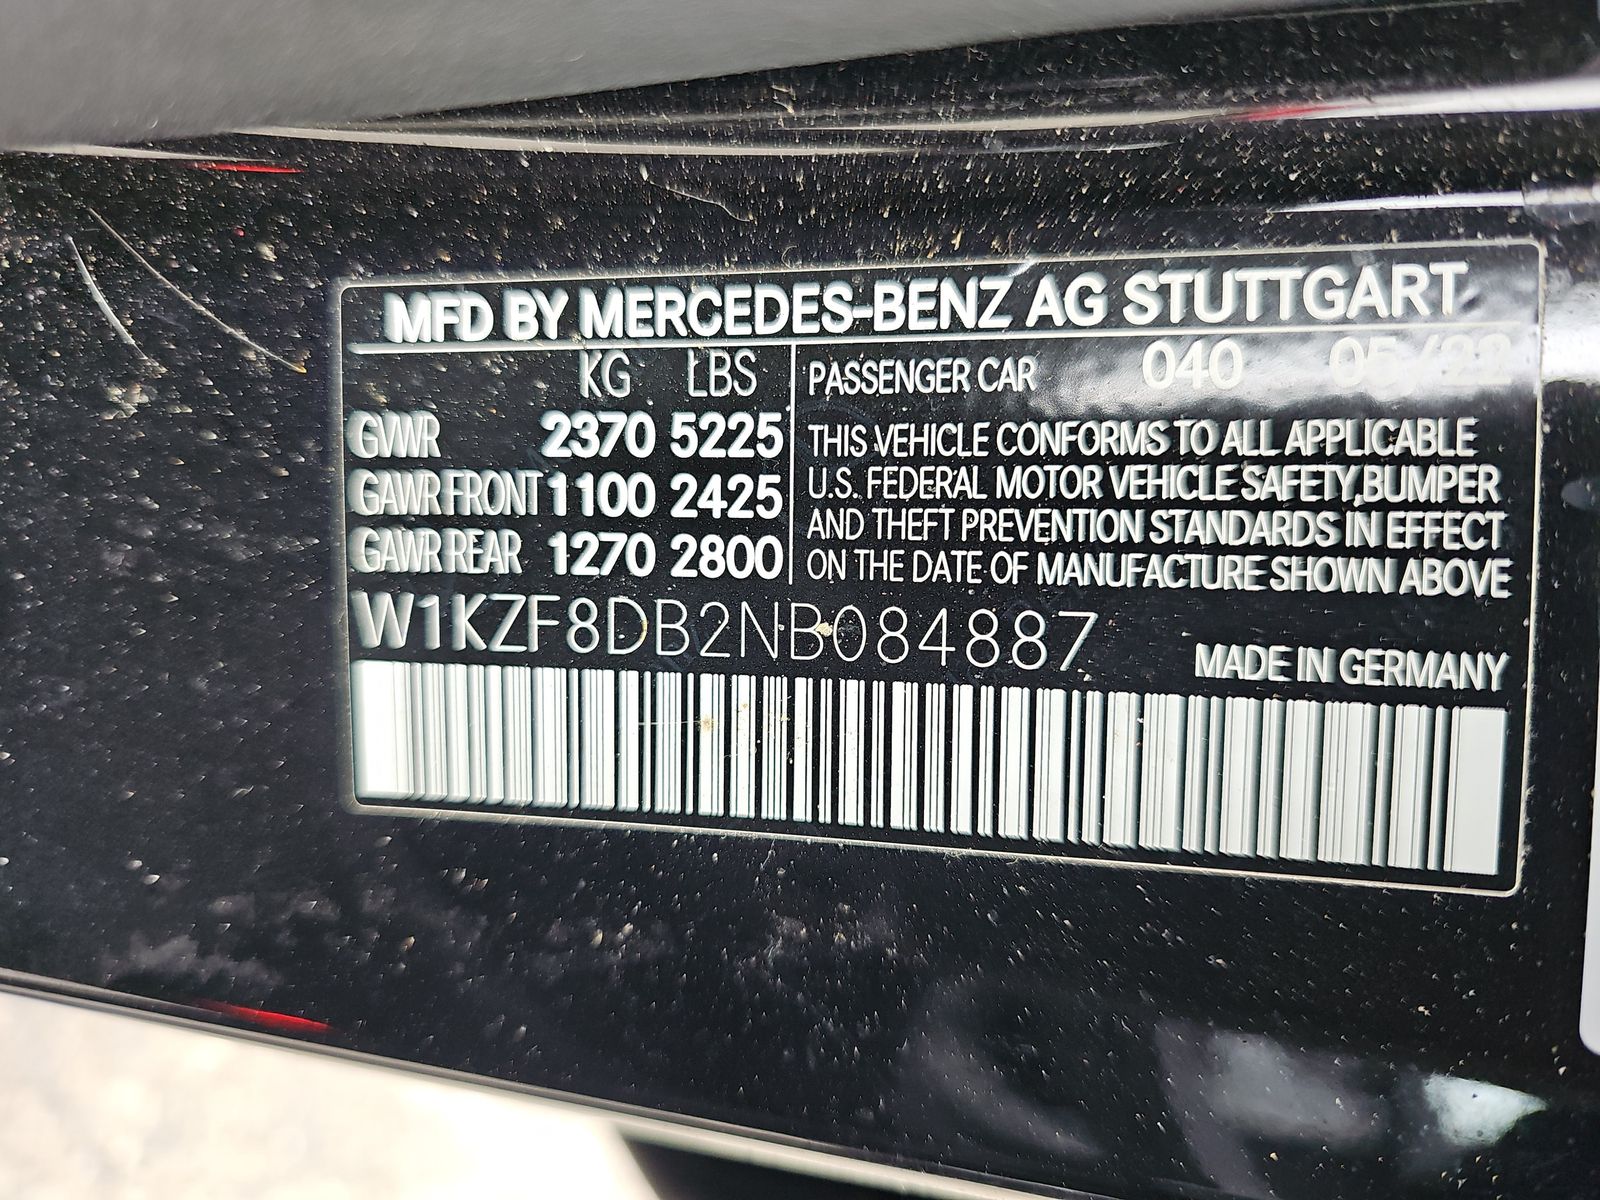 MFD BY MERCEDES-BENZ AG STUTTGART
KG LBS
GVWR 2370 5225
GAWR FRONT 1100 2425
GAWR REAR 1270 2800
PASSENGER CAR 040 05/22
THIS VEHICLE CONFORMS TO ALL APPLICABLE
U.S. FEDERAL MOTOR VEHICLE SAFETY,BUMPER
AND THEFT PREVENTION STANDARDS IN EFFECT
ON THE DATE OF MANUFACTURE SHOWN ABOVE
W1KZF8DB2NB084887
MADE IN GERMANY